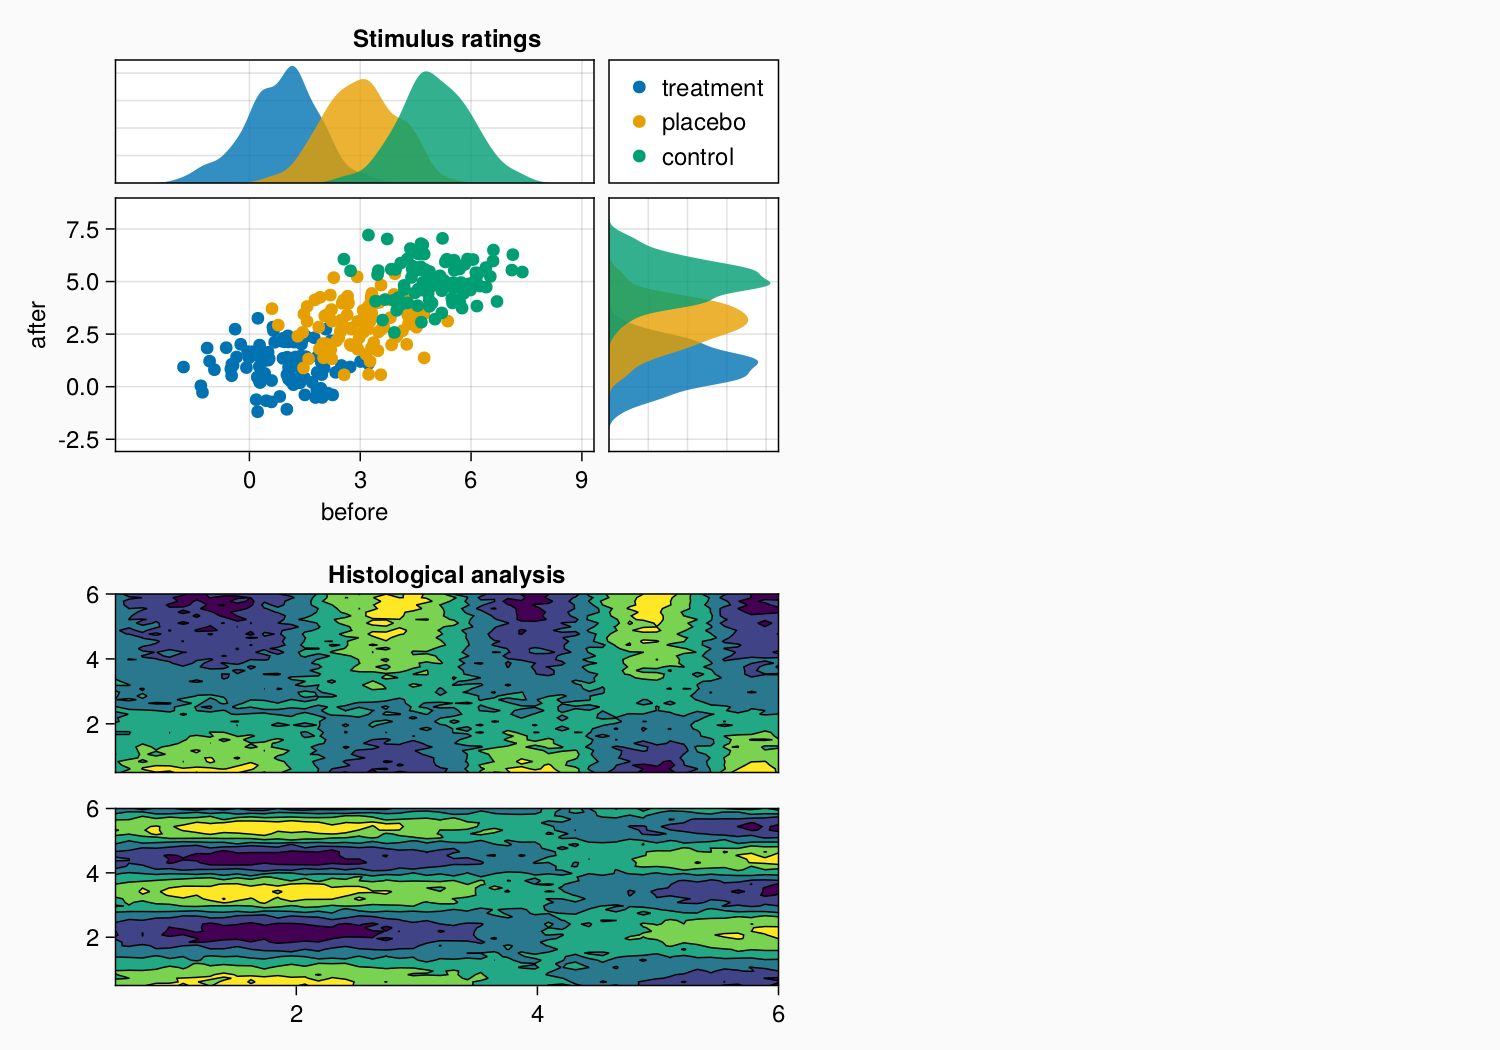 Stimulus ratings
treatment
placebo
control
7.5
5.0
2.5
0.0
-2.5
after
0 3 6 9
before
Histological analysis
6
4
2
6
4
2
2 4 6